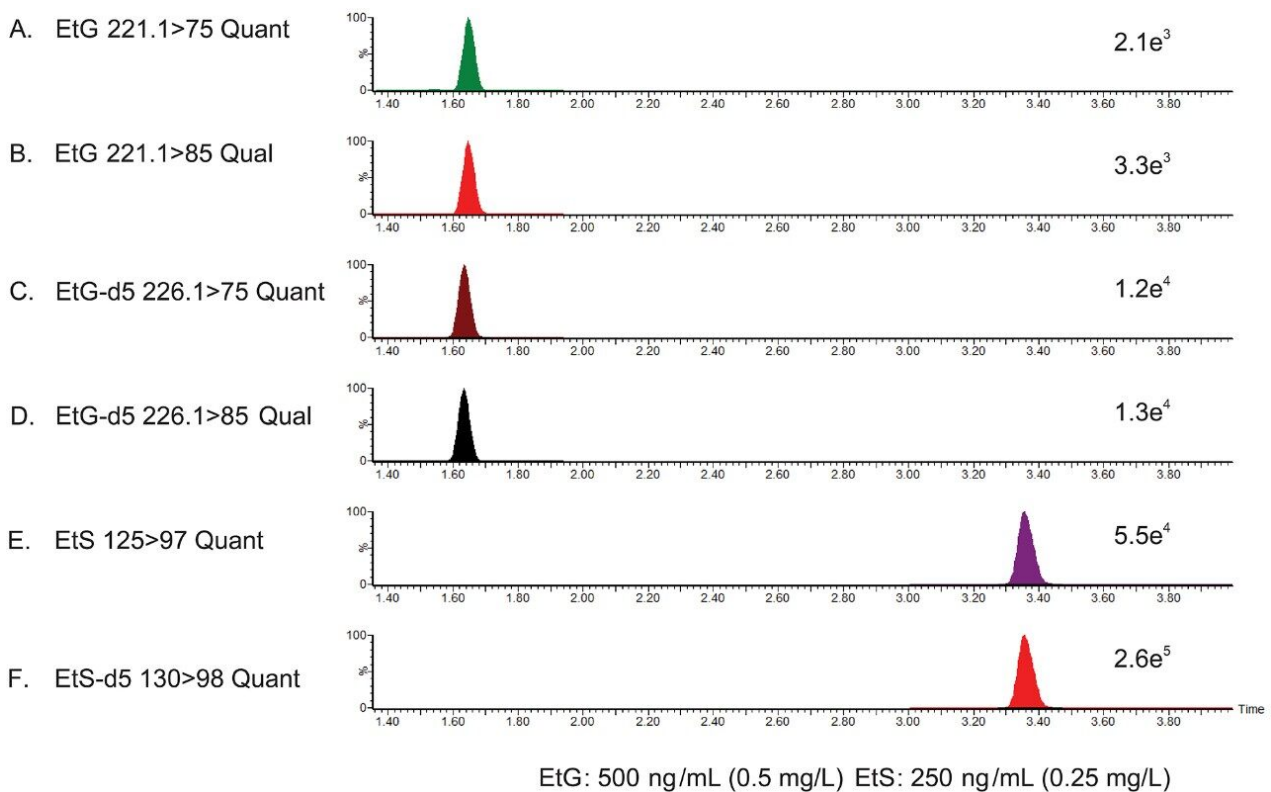 A. EtG 221.1>75 Quant
100
%
0
2.1e³
1.40 1.60 1.80 2.00 2.20 2.40 2.60 2.80 3.00 3.20 3.40 3.60 3.80
B. EtG 221.1>85 Qual
100
%
0
3.3e³
1.40 1.60 1.80 2.00 2.20 2.40 2.60 2.80 3.00 3.20 3.40 3.60 3.80
C. EtG-d5 226.1>75 Quant
100
%
0
1.2e⁴
1.40 1.60 1.80 2.00 2.20 2.40 2.60 2.80 3.00 3.20 3.40 3.60 3.80
D. EtG-d5 226.1>85 Qual
100
%
0
1.3e⁴
1.40 1.60 1.80 2.00 2.20 2.40 2.60 2.80 3.00 3.20 3.40 3.60 3.80
E. EtS 125>97 Quant
100
%
0
5.5e⁴
1.40 1.60 1.80 2.00 2.20 2.40 2.60 2.80 3.00 3.20 3.40 3.60 3.80
F. EtS-d5 130>98 Quant
100
%
0
2.6e⁵
Time
1.40 1.60 1.80 2.00 2.20 2.40 2.60 2.80 3.00 3.20 3.40 3.60 3.80
EtG: 500 ng/mL (0.5 mg/L) EtS: 250 ng/mL (0.25 mg/L)